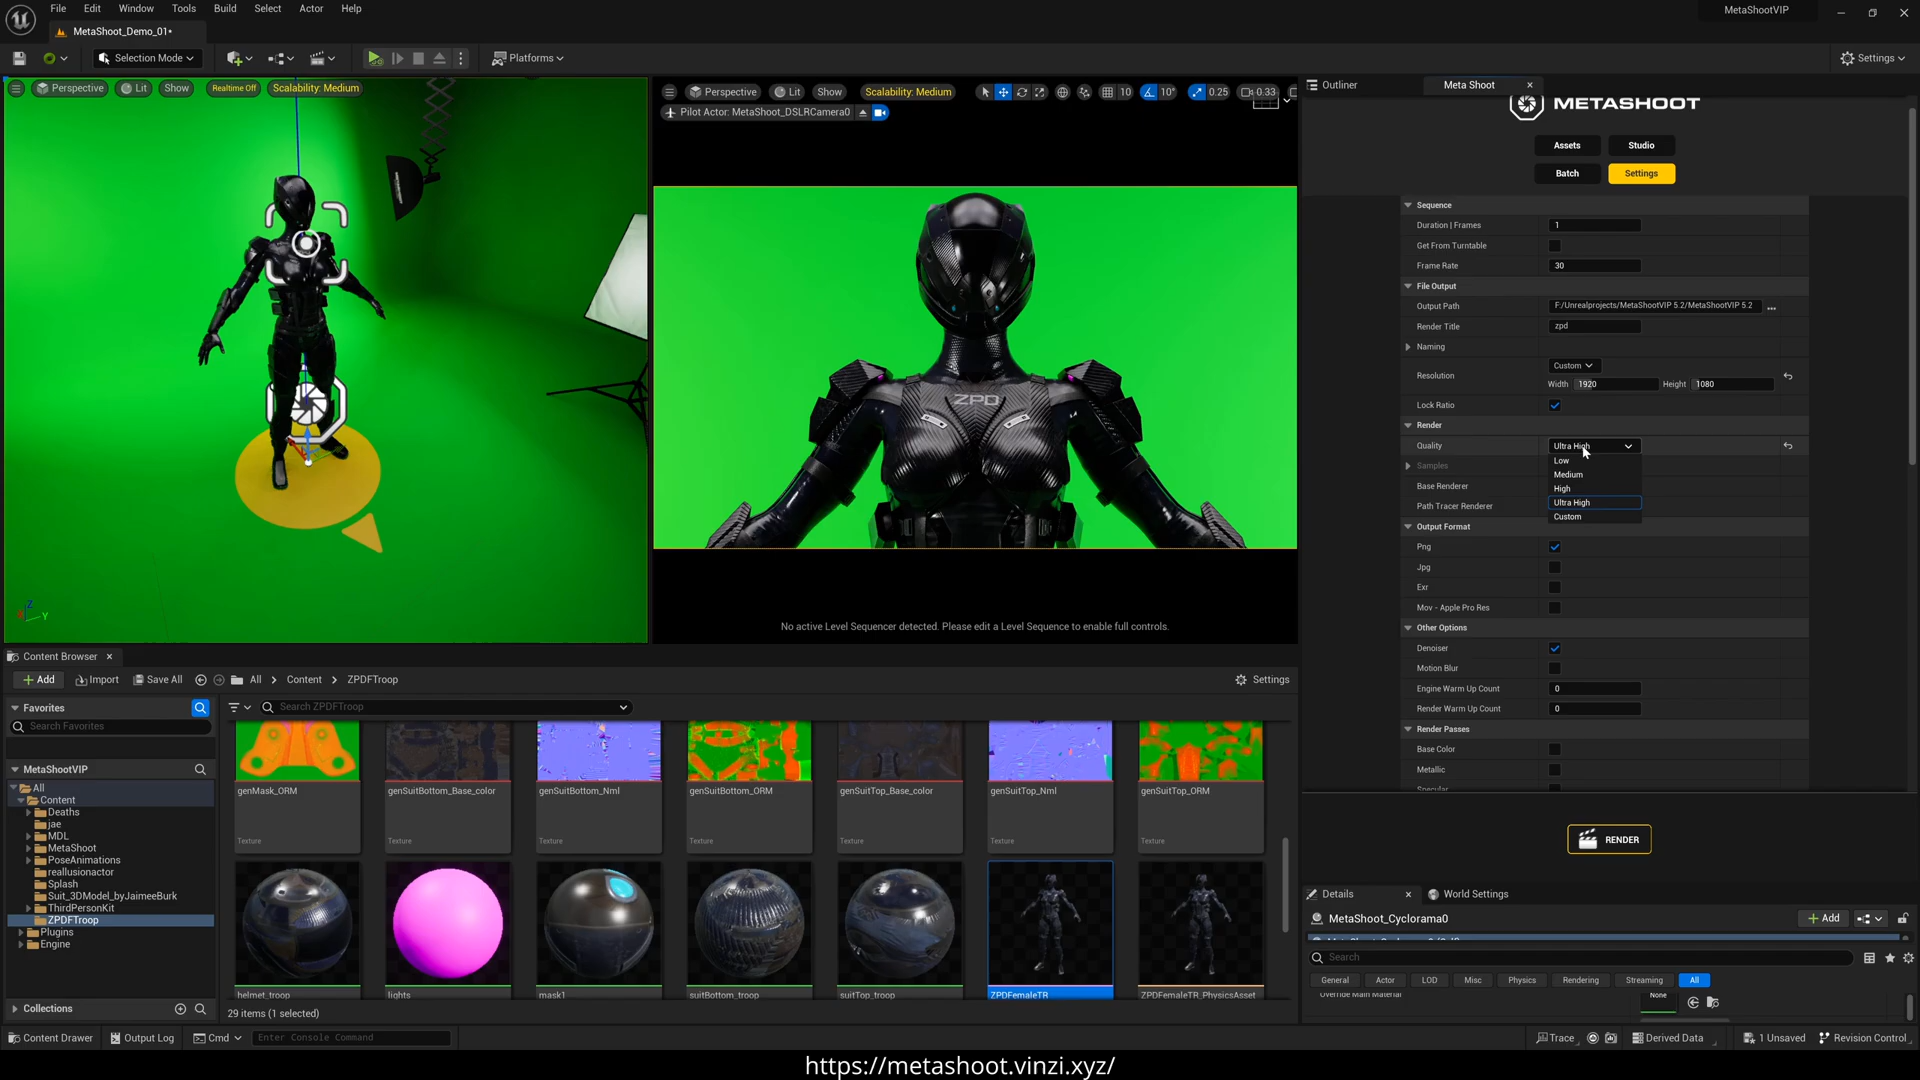 File Edit Window Tools Build Select Actor Help
MetaShootVIP
MetaShoot_Demo_01*
Selection Mode
Platforms
Settings
Perspective Lit Show Realtime Off Scalability: Medium
Perspective Lit Show Scalability: Medium 10 10° 0.25 0.33
Pilot Actor: MetaShoot_DSLRCamera0
ZPD
No active Level Sequencer detected. Please edit a Level Sequence to enable full controls.
Outliner
Meta Shoot
METASHOOT
Assets Studio
Batch Settings
Sequence
Duration | Frames 1
Get From Turntable
Frame Rate 30
File Output
Output Path F:/Unrealprojects/MetaShootVIP 5.2/MetaShootVIP 5.2
Render Title zpd
Naming
Resolution Custom
Width 1920 Height 1080
Lock Ratio
Render
Quality Ultra High
Low
Samples
Medium
Base Renderer
High
Path Tracer Renderer
Ultra High
Custom
Output Format
Png
Jpg
Exr
Mov - Apple Pro Res
Other Options
Denoiser
Motion Blur
Engine Warm Up Count 0
Render Warm Up Count 0
Render Passes
Base Color
Metallic
Specular
RENDER
Content Browser
Add Import Save All All Content ZPDFTroop Settings
Favorites
Search Favorites
Search ZPDFTroop
MetaShootVIP
All
Content
Deaths
jae
MDL
MetaShoot
PoseAnimations
reallusionactor
Splash
Suit_3DModel_byJaimeeBurk
ThirdPersonKit
ZPDFTroop
Plugins
Engine
Collections
genMask_ORM genSuitBottom_Base_color genSuitBottom_Nml genSuitBottom_ORM genSuitTop_Base_color genSuitTop_Nml genSuitTop_ORM
Texture Texture Texture Texture Texture Texture Texture
helmet_troop lights mask1 suitBottom_troop suitTop_troop ZPDFemaleTR ZPDFemaleTR_PhysicsAsset
29 items (1 selected)
Details World Settings
MetaShoot_Cyclorama0 Add
Search
General Actor LOD Misc Physics Rendering Streaming All
Override Main Material None
Content Drawer Output Log Cmd Enter Console Command Trace Derived Data 1 Unsaved Revision Control
https://metashoot.vinzi.xyz/